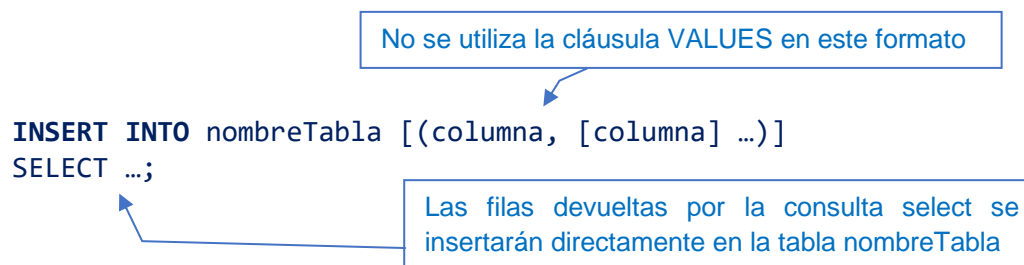 No se utiliza la cláusula VALUES en este formato
INSERT INTO nombreTabla [(columna, [columna] …)]
SELECT …;
Las filas devueltas por la consulta select se
insertarán directamente en la tabla nombreTabla